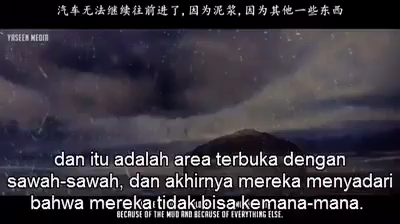 汽车无法继续往前进了,因为泥浆,因为其他一些东西
YASEEN MEDIA
dan itu adalah area terbuka dengan
sawah-sawah, dan akhirnya mereka menyadari
bahwa mereka tidak bisa kemana-mana.
BECAUSE OF THE MUD AND BECAUSE OF EVERYTHING ELSE.